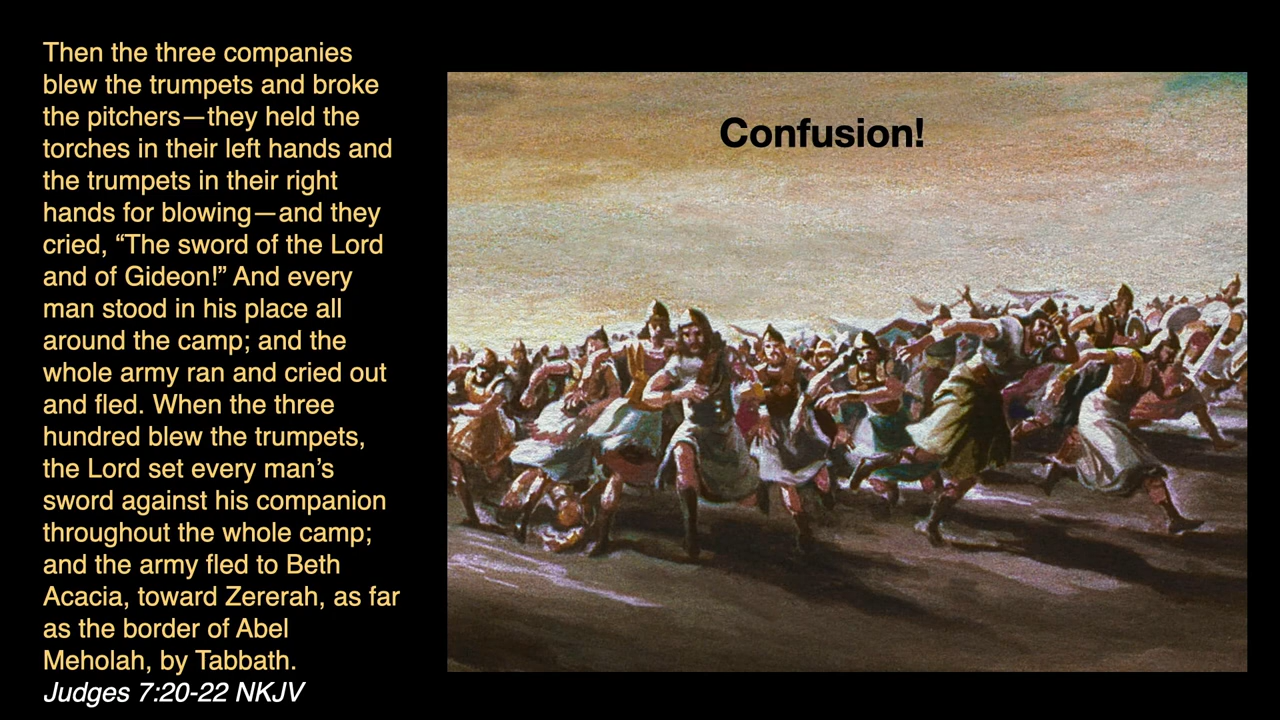 Then the three companies
blew the trumpets and broke
the pitchers—they held the
torches in their left hands and
the trumpets in their right
hands for blowing—and they
cried, “The sword of the Lord
and of Gideon!” And every
man stood in his place all
around the camp; and the
whole army ran and cried out
and fled. When the three
hundred blew the trumpets,
the Lord set every man’s
sword against his companion
throughout the whole camp;
and the army fled to Beth
Acacia, toward Zererah, as far
as the border of Abel
Meholah, by Tabbath.
Judges 7:20-22 NKJV
Confusion!